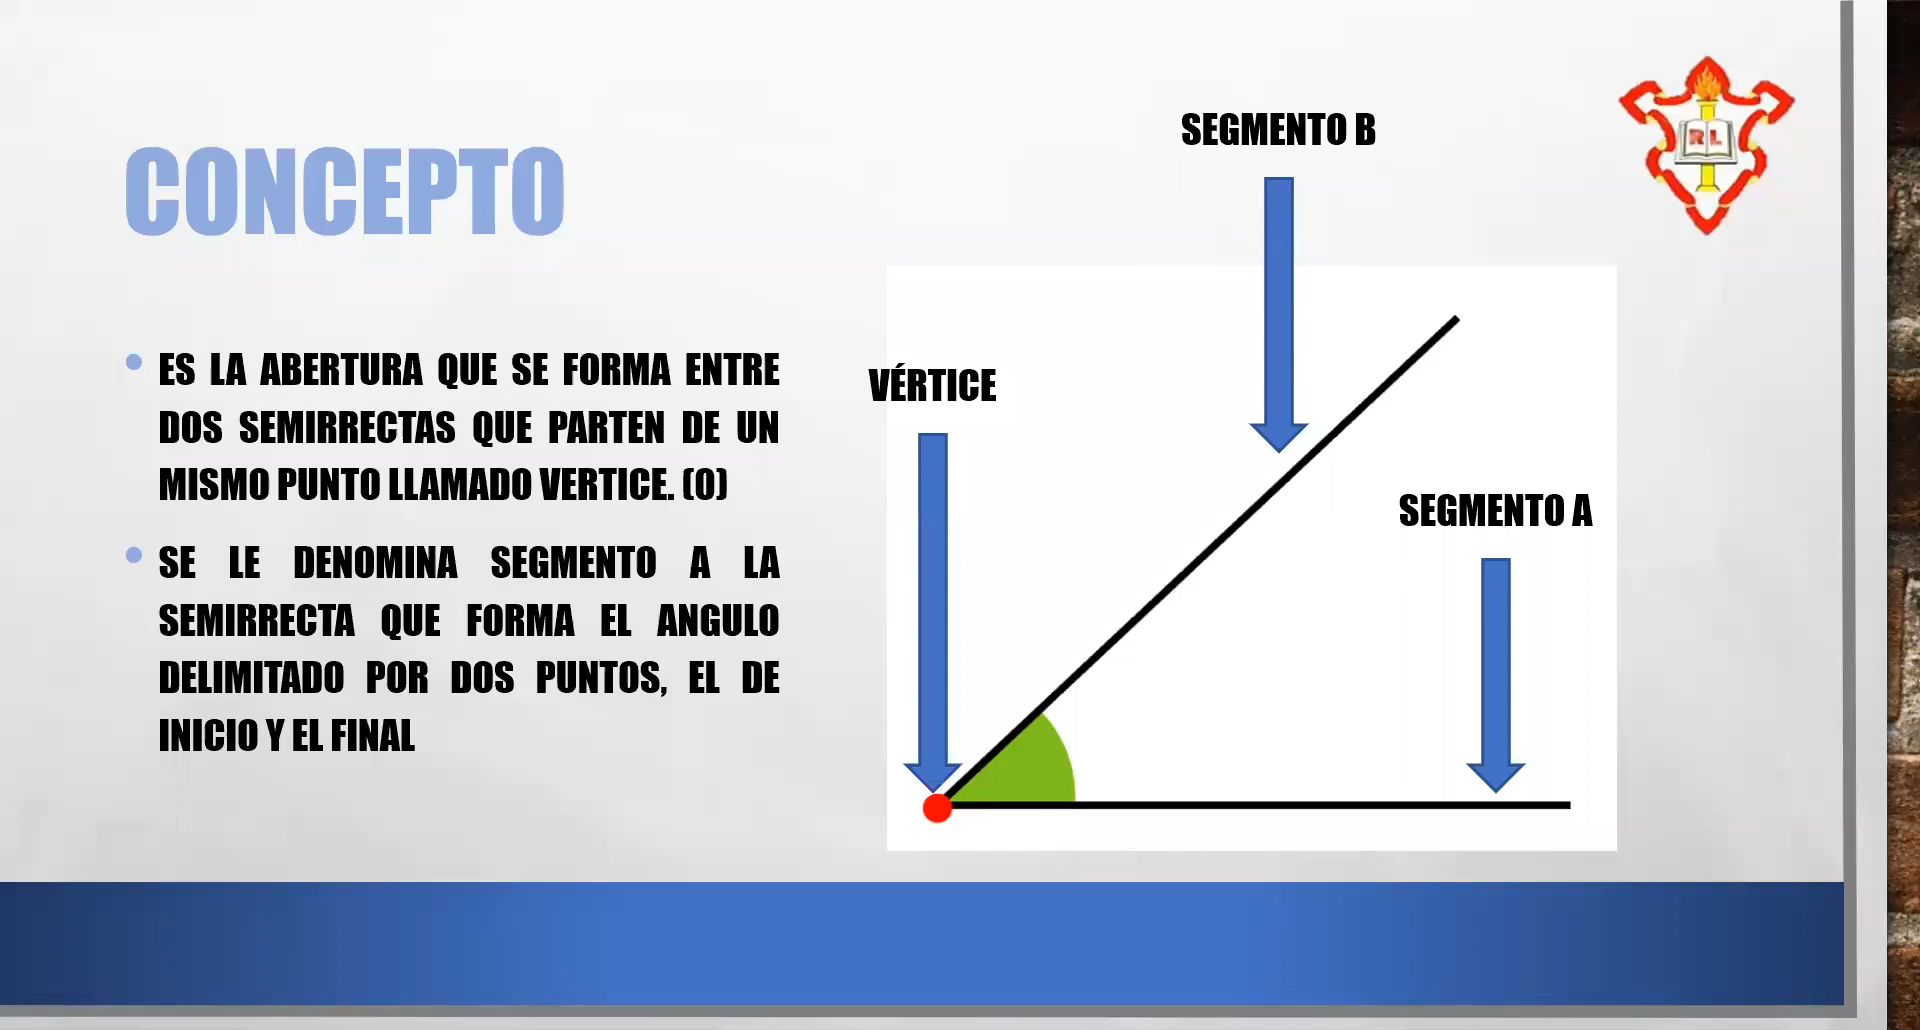 CONCEPTO
ES LA ABERTURA QUE SE FORMA ENTRE
DOS SEMIRRECTAS QUE PARTEN DE UN
MISMO PUNTO LLAMADO VERTICE. (O)
SE LE DENOMINA SEGMENTO A LA
SEMIRRECTA QUE FORMA EL ANGULO
DELIMITADO POR DOS PUNTOS, EL DE
INICIO Y EL FINAL
SEGMENTO B
VÉRTICE
SEGMENTO A
RL